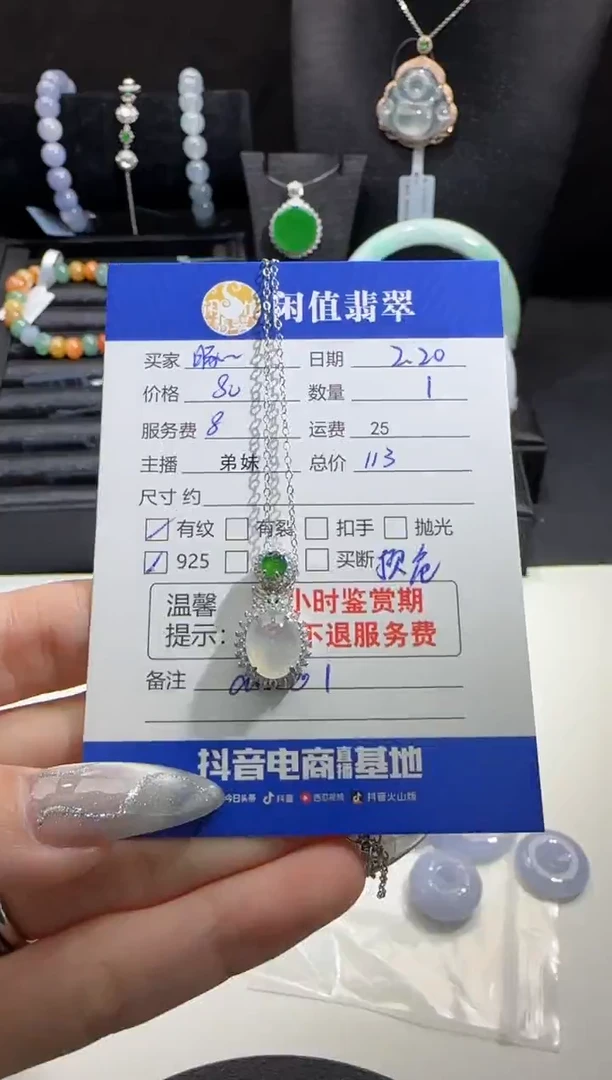 闲值翡翠
买家 日期 2.20
价格 80 数量 1
服务费 8 运费 25
主播 弟妹 总价 113
尺寸 约
有纹 有裂 扣手 抛光
925 买断
温馨 小时鉴赏期
提示: 不退服务费
备注
抖音电商直播基地
今日头条 抖音 西瓜视频 抖音火山版